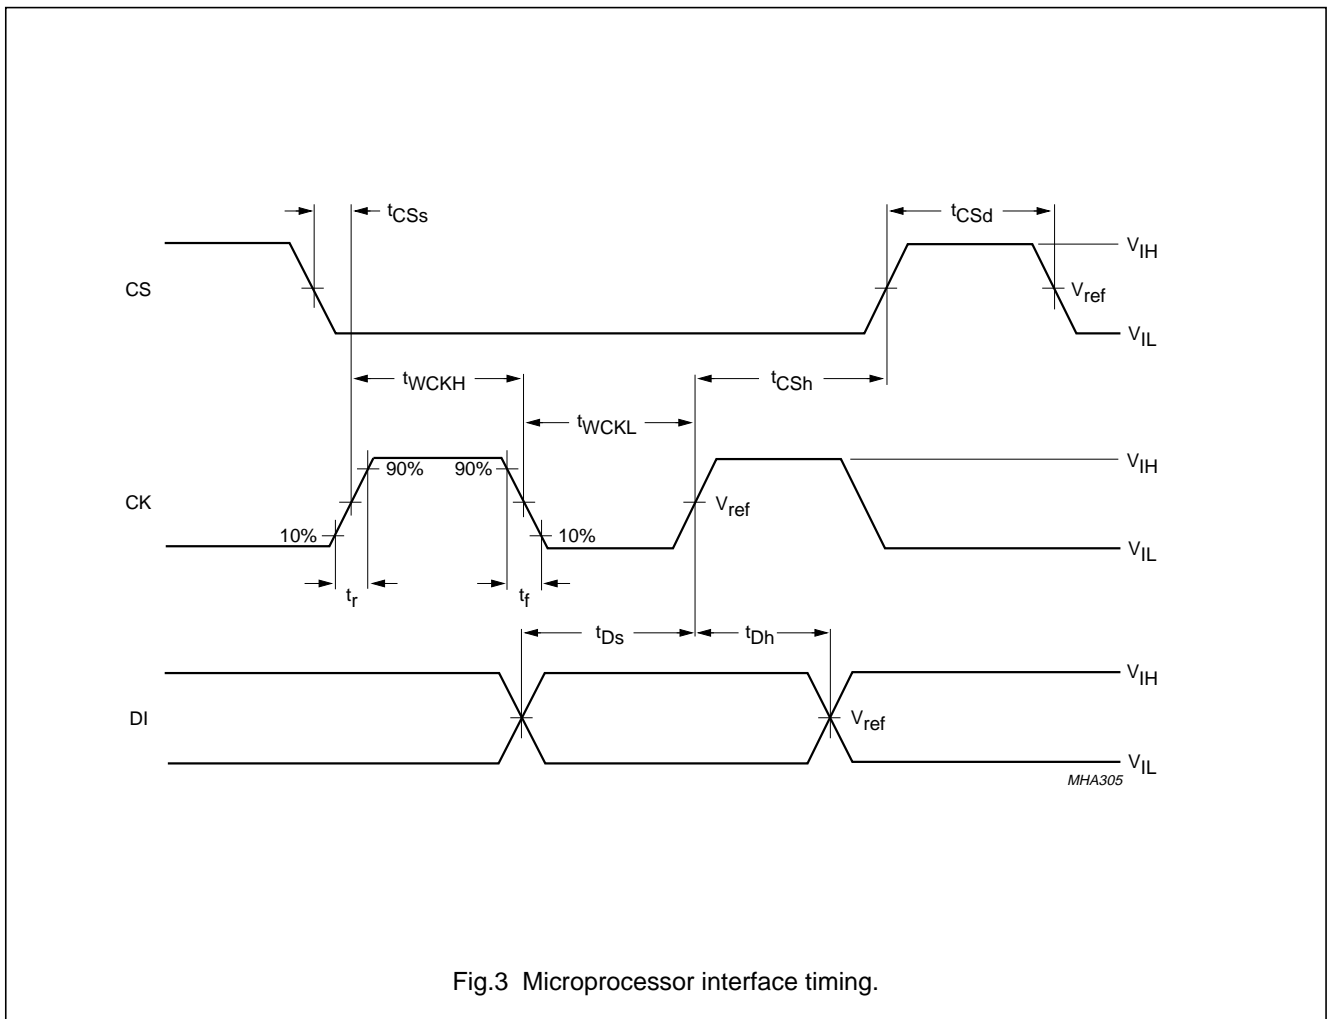 tCSs
tCSd
VIH
CS
Vref
VIL
tWCKH
tCSh
tWCKL
VIH
90% 90%
CK
Vref
10% 10%
VIL
tr tf
tDs tDh
VIH
DI
Vref
VIL
MHA305
Fig.3 Microprocessor interface timing.